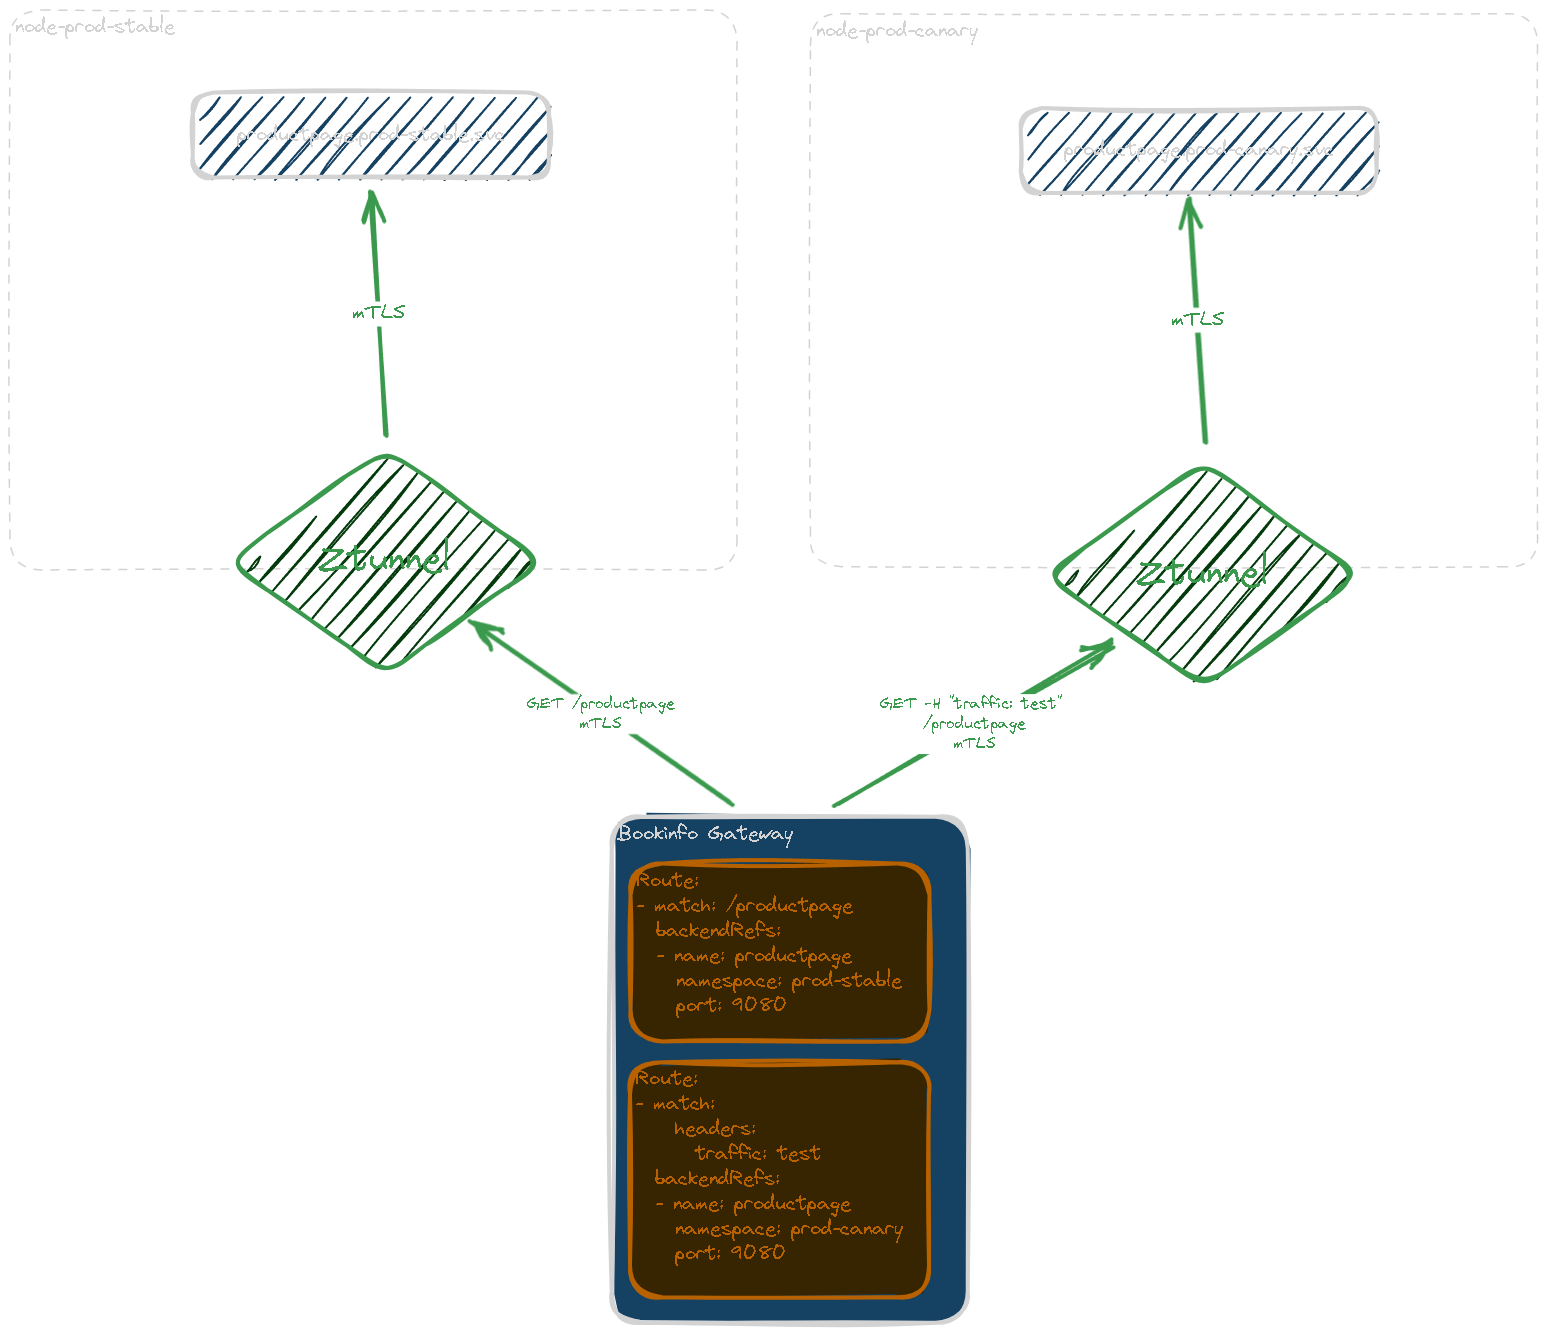 node-prod-stable
node-prod-canary
productpage.prod-stable.svc
productpage.prod-canary.svc
mTLS
mTLS
Ztunnel
Ztunnel
GET /productpage
mTLS
GET -H "traffic: test"
/productpage
mTLS
Bookinfo Gateway
Route:
- match: /productpage
backendRefs:
- name: productpage
namespace: prod-stable
port: 9080
Route:
- match:
headers:
traffic: test
backendRefs:
- name: productpage
namespace: prod-canary
port: 9080